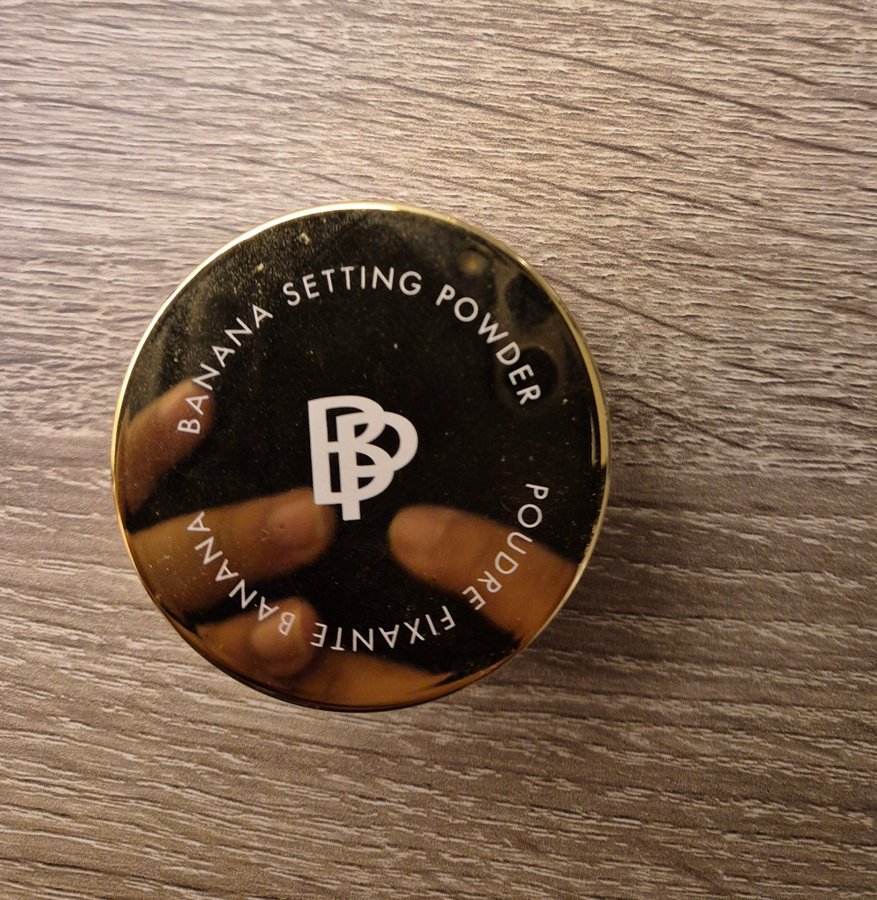 BANANA SETTING POWDER
BP
POUDRE FIXANTE BANANA